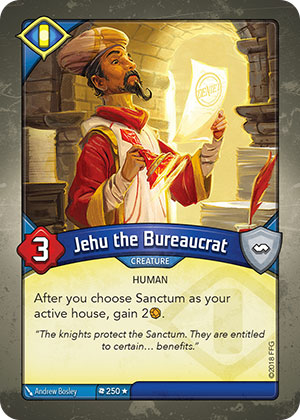 DENIED
3
Jehu the Bureaucrat
CREATURE
HUMAN
After you choose Sanctum as your
active house, gain 2.
“The knights protect the Sanctum. They are entitled
to certain… benefits.”
Andrew Bosley
250
©2018 FFG